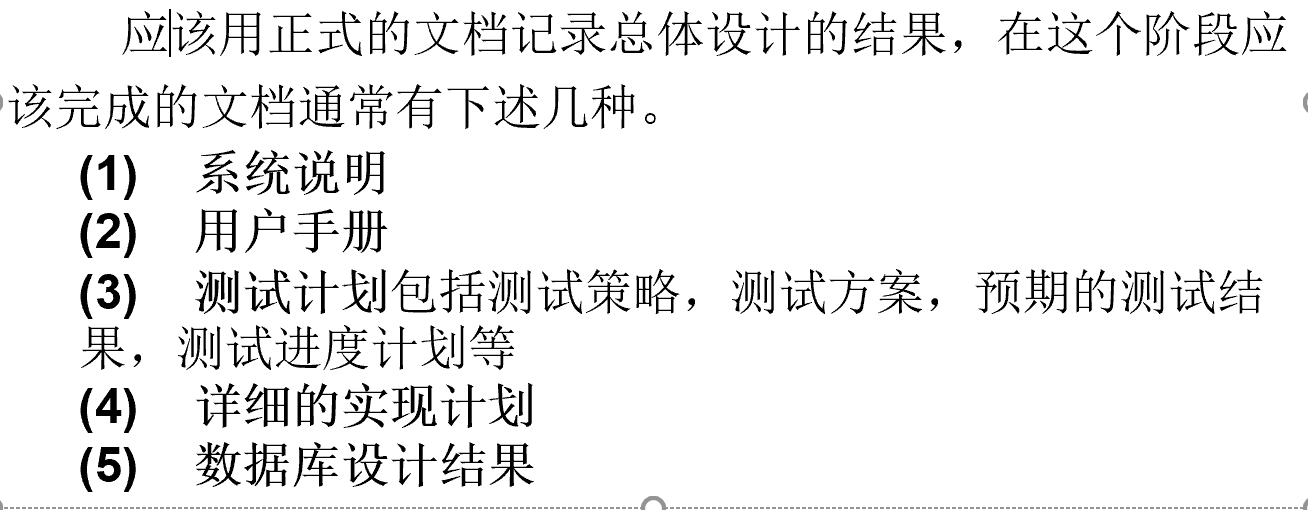 应该用正式的文档记录总体设计的结果，在这个阶段应
该完成的文档通常有下述几种。
(1) 系统说明
(2) 用户手册
(3) 测试计划包括测试策略，测试方案，预期的测试结
果，测试进度计划等
(4) 详细的实现计划
(5) 数据库设计结果